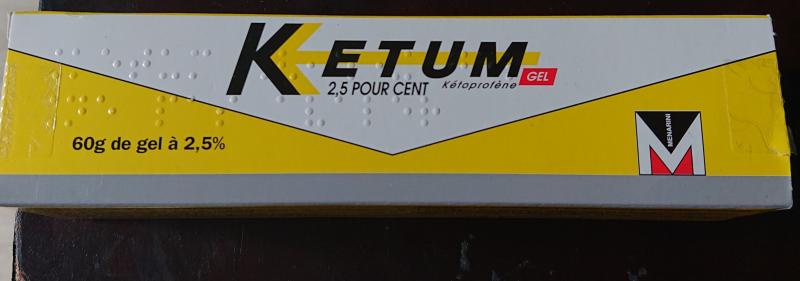 KETUM
GEL
2,5 POUR CENT
Kétoprofène
60g de gel à 2,5%
MENARINI